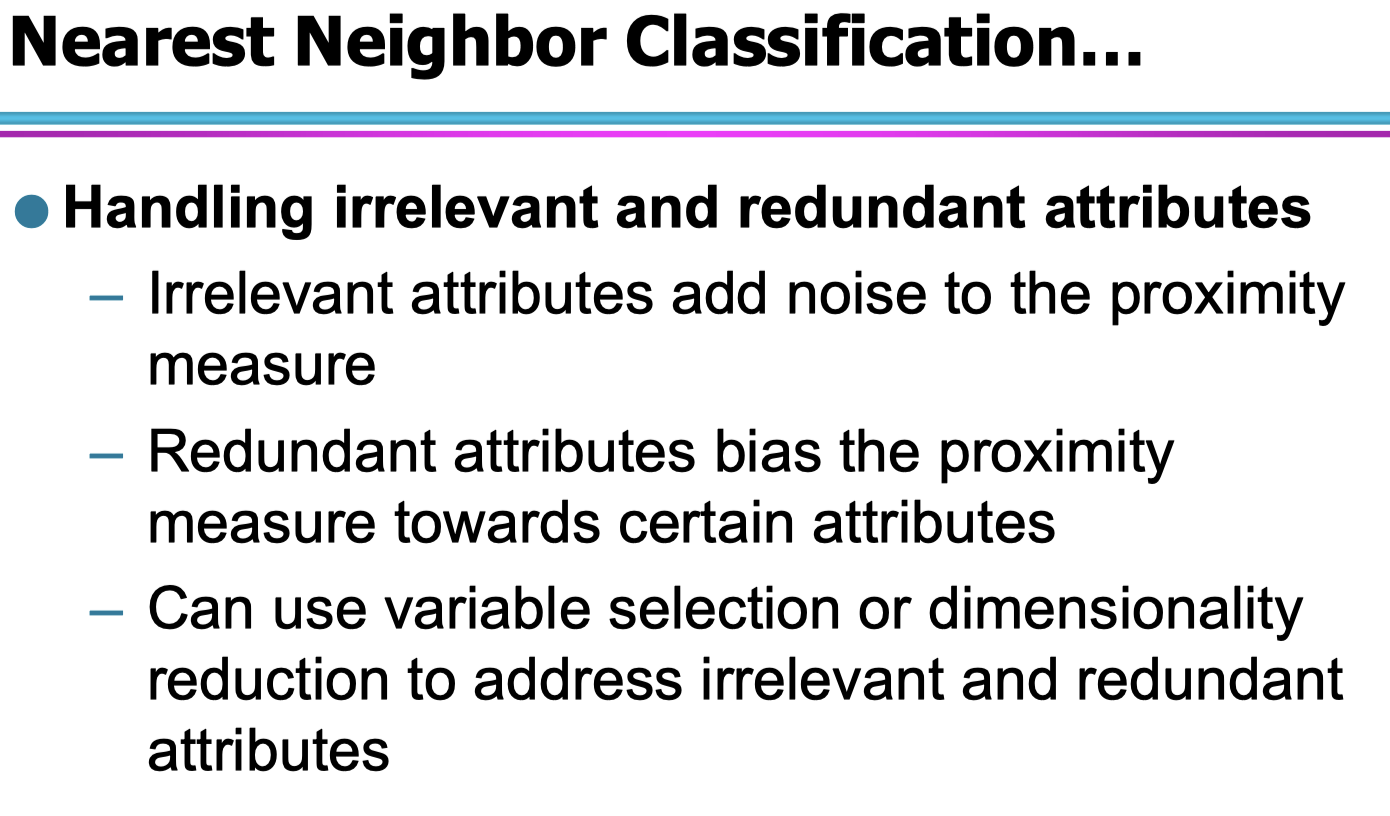 Nearest Neighbor Classification…
● Handling irrelevant and redundant attributes
– Irrelevant attributes add noise to the proximity
measure
– Redundant attributes bias the proximity
measure towards certain attributes
– Can use variable selection or dimensionality
reduction to address irrelevant and redundant
attributes